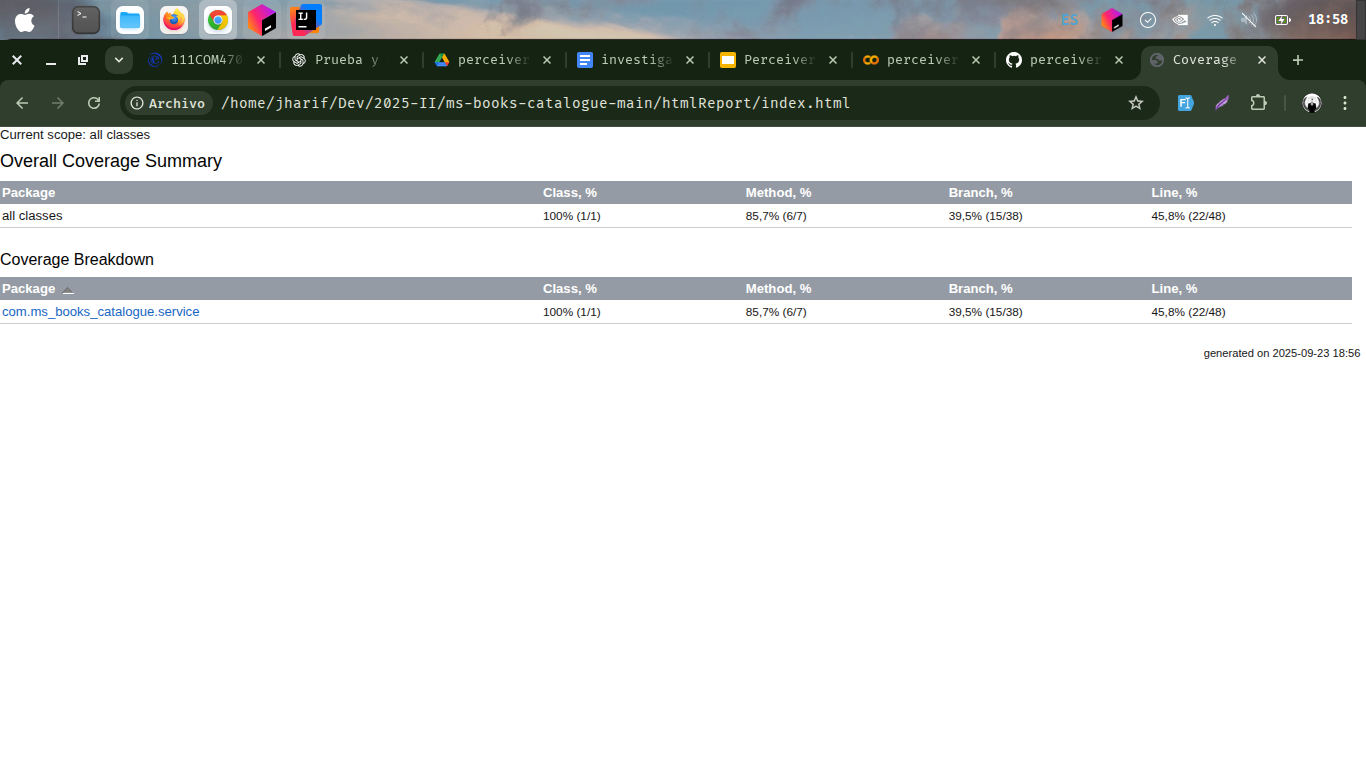 >_
IJ
ES
18:58
111COM470
Prueba y
perceiver
investiga
Perceiver
perceiver
perceiver
Coverage
Archivo /home/jharif/Dev/2025-II/ms-books-catalogue-main/htmlReport/index.html
Current scope: all classes
Overall Coverage Summary
Package Class, % Method, % Branch, % Line, %
all classes 100% (1/1) 85,7% (6/7) 39,5% (15/38) 45,8% (22/48)
Coverage Breakdown
Package Class, % Method, % Branch, % Line, %
com.ms_books_catalogue.service 100% (1/1) 85,7% (6/7) 39,5% (15/38) 45,8% (22/48)
generated on 2025-09-23 18:56